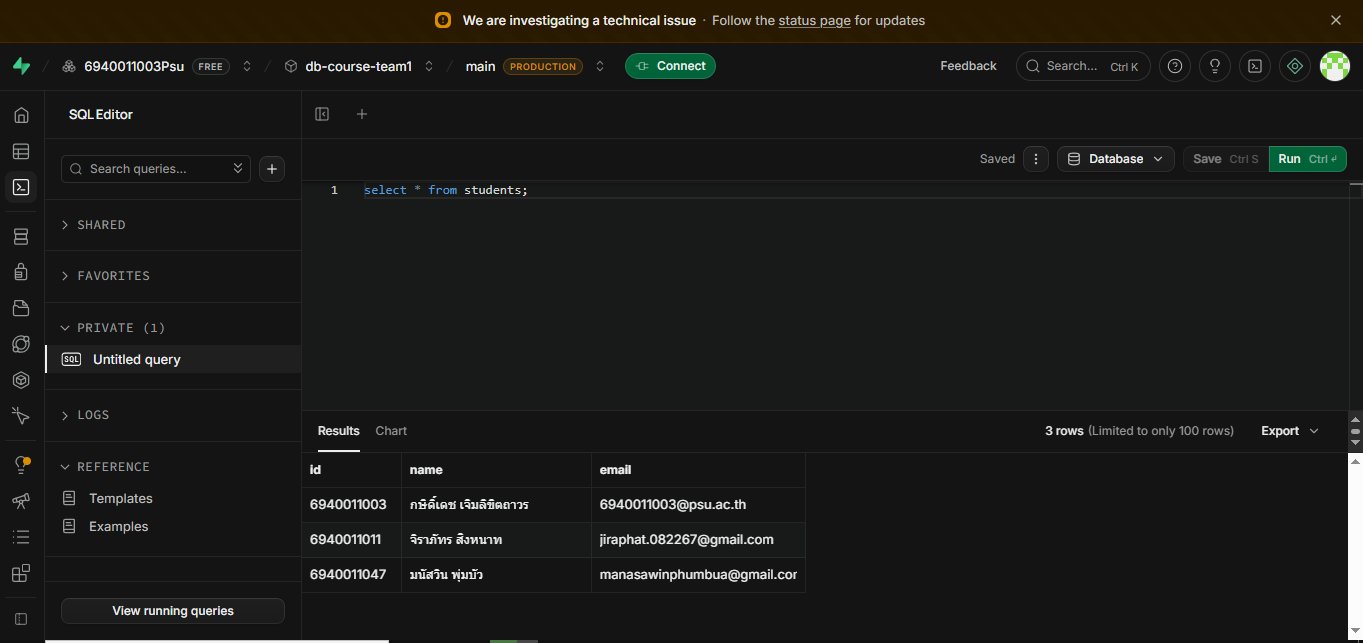 We are investigating a technical issue · Follow the status page for updates
/ 6940011003Psu FREE / db-course-team1 / main PRODUCTION Connect Feedback Search... Ctrl K
SQL Editor
Search queries...
Saved Database Save Ctrl S Run Ctrl ↵
1 select * from students;
SHARED
FAVORITES
PRIVATE (1)
SQL Untitled query
LOGS
REFERENCE
Templates
Examples
View running queries
Results Chart 3 rows (Limited to only 100 rows) Export
id name email
6940011003 กษิดิ์เดช เจิมลิขิตถาวร 6940011003@psu.ac.th
6940011011 จิราภัทร สิงหนาท jiraphat.082267@gmail.com
6940011047 มนัสวิน พุ่มบัว manasawinphumbua@gmail.cor